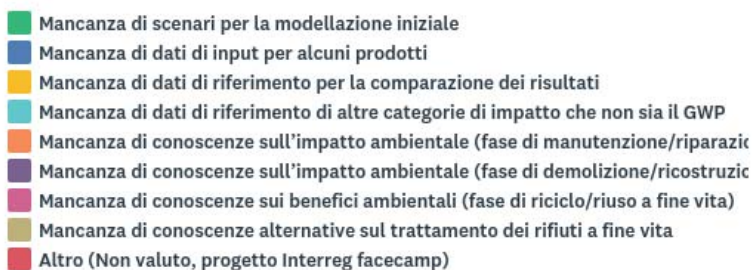 Mancanza di scenari per la modellazione iniziale
Mancanza di dati di input per alcuni prodotti
Mancanza di dati di riferimento per la comparazione dei risultati
Mancanza di dati di riferimento di altre categorie di impatto che non sia il GWP
Mancanza di conoscenze sull'impatto ambientale (fase di manutenzione/riparazio
Mancanza di conoscenze sull'impatto ambientale (fase di demolizione/ricostruzio
Mancanza di conoscenze sui benefici ambientali (fase di riciclo/riuso a fine vita)
Mancanza di conoscenze alternative sul trattamento dei rifiuti a fine vita
Altro (Non valuto, progetto Interreg facecamp)